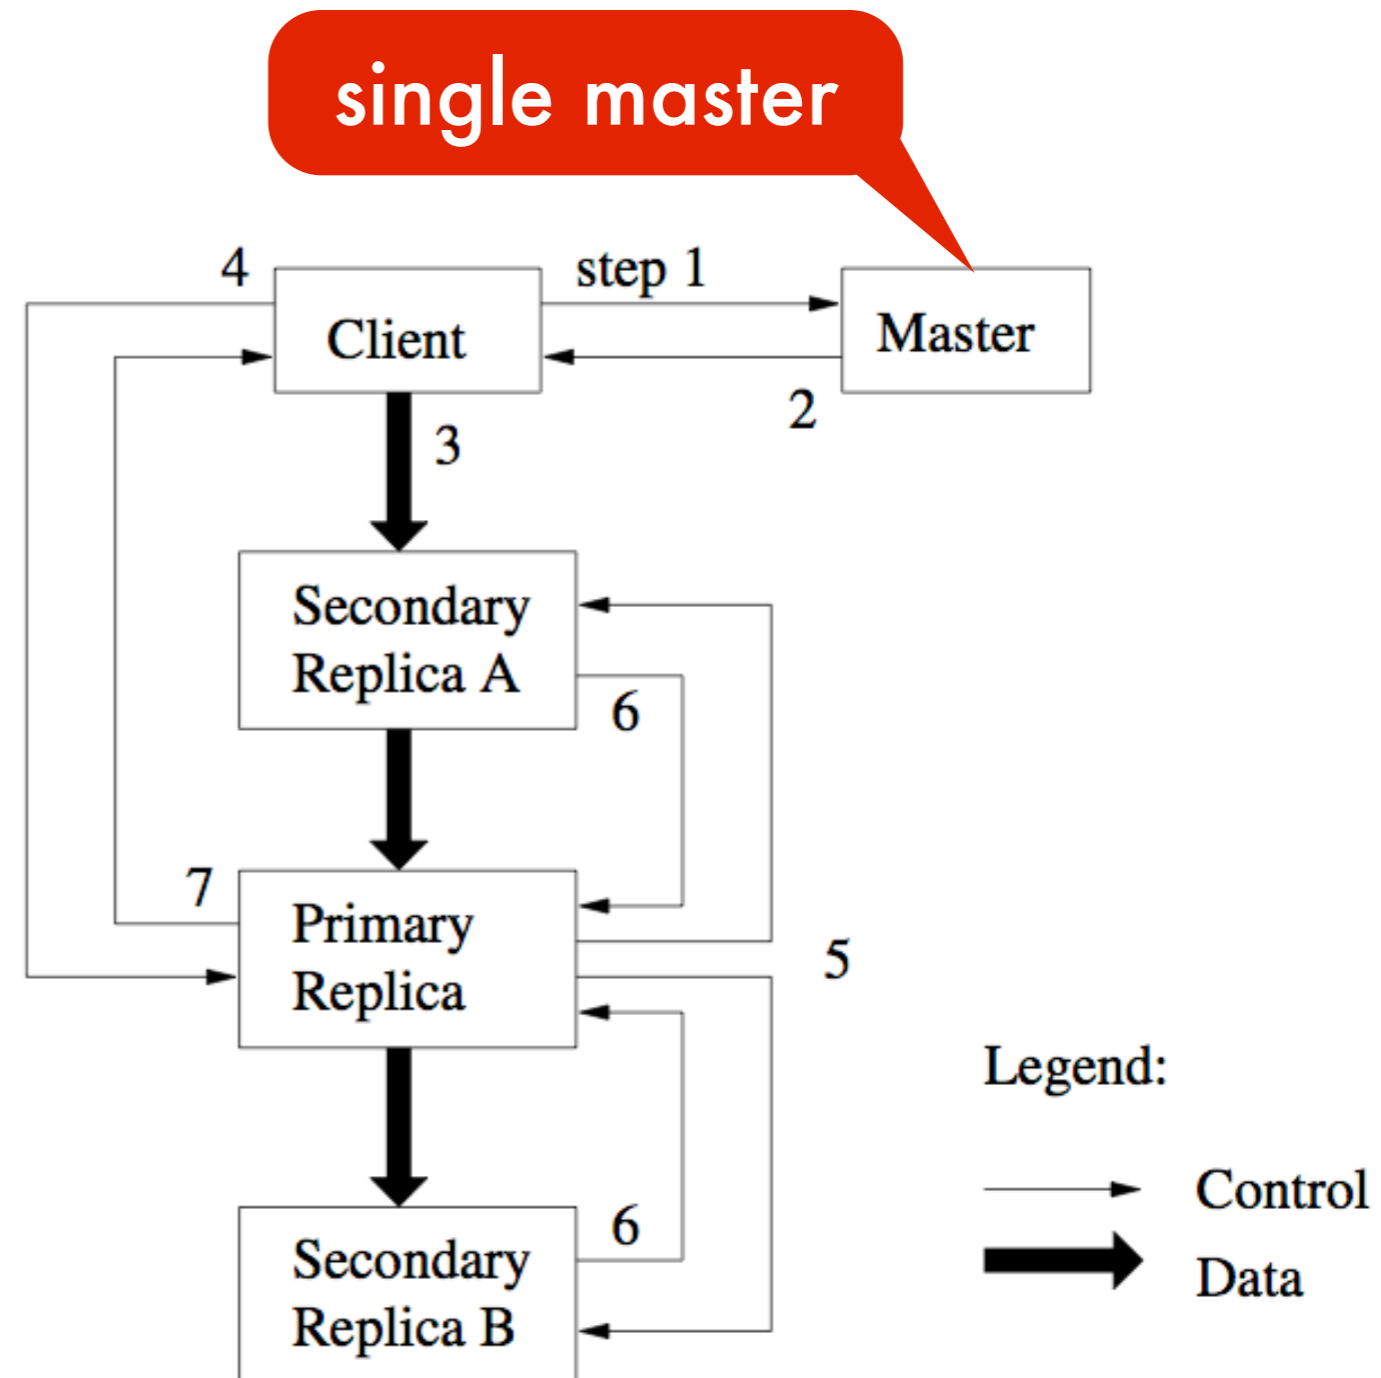 single master
4
step 1
Client
Master
2
3
Secondary
Replica A
6
7
Primary
Replica
5
Legend:
Control
6
Secondary
Replica B
Data